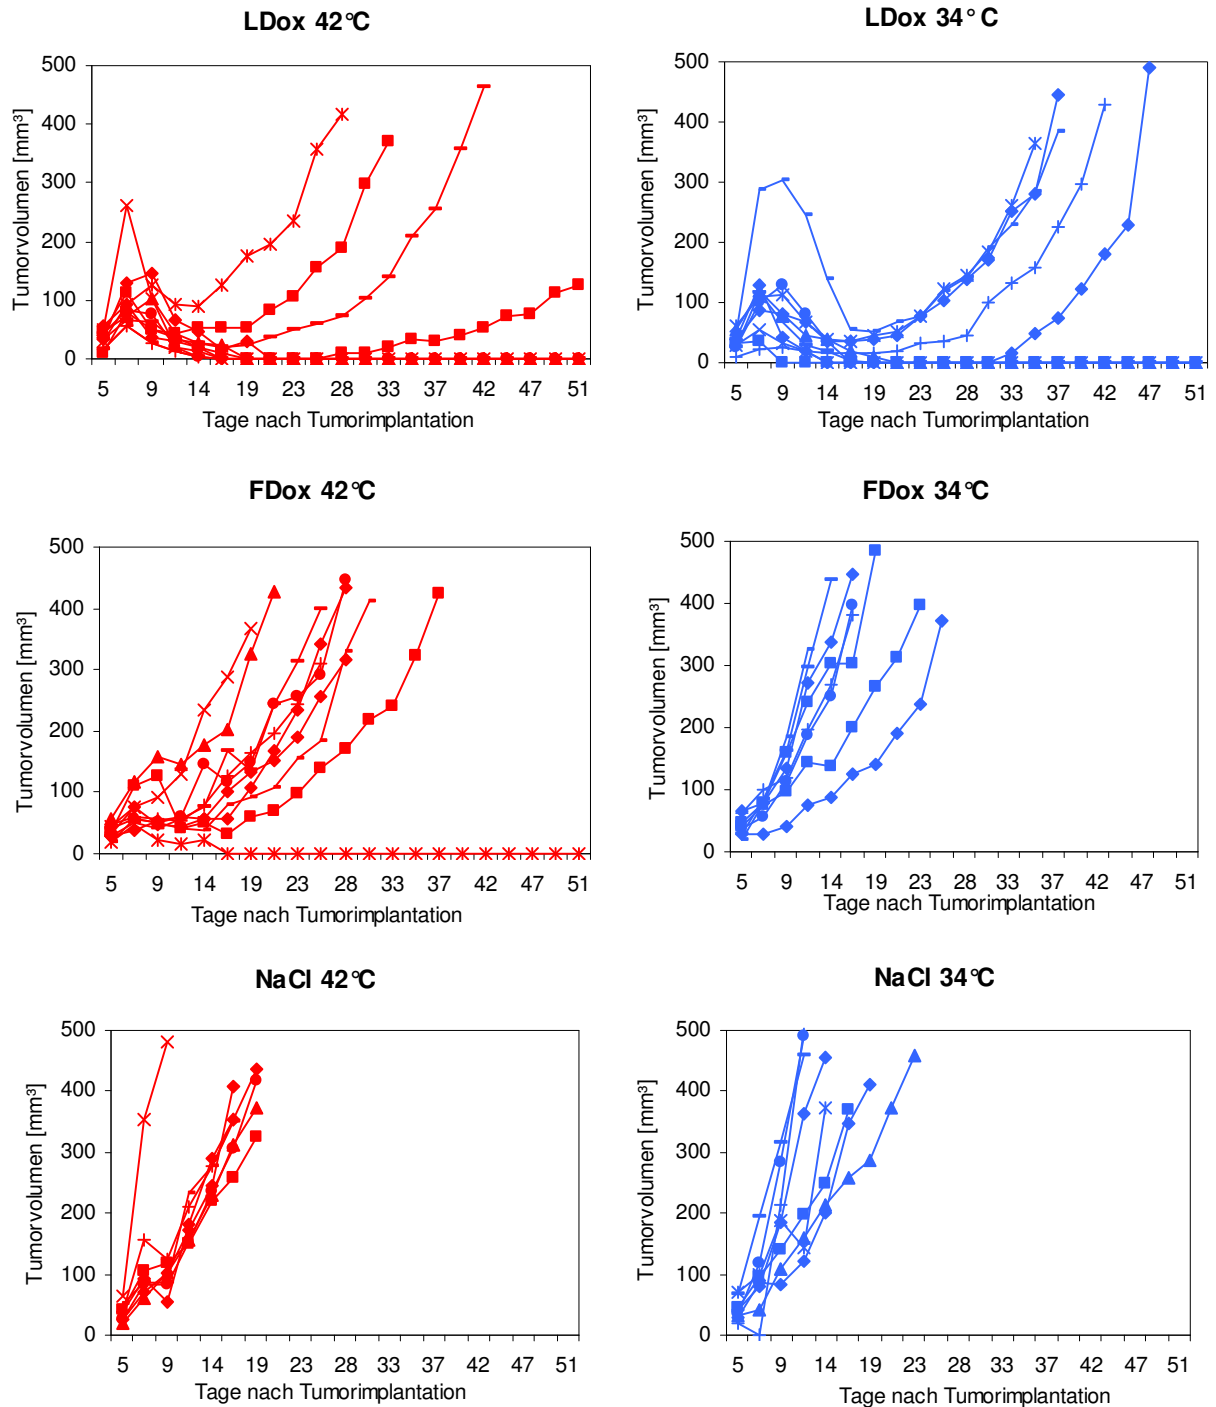 LDox 42°C
Tumorvolumen [mm³]
500
400
300
200
100
0
5 7 9 14 19 23 28 33 37 42 47 51
Tage nach Tumorimplantation
LDox 34°C
Tumorvolumen [mm³]
500
400
300
200
100
0
5 9 14 19 23 28 33 37 42 47 51
Tage nach Tumorimplantation
FDox 42°C
Tumorvolumen [mm³]
500
400
300
200
100
0
5 9 14 19 23 28 33 37 42 47 51
Tage nach Tumorimplantation
FDox 34°C
Tumorvolumen [mm³]
500
400
300
200
100
0
5 9 14 19 23 28 33 37 42 47 51
Tage nach Tumorimplantation
NaCl 42°C
Tumorvolumen [mm³]
500
400
300
200
100
0
5 9 14 19 23 28 33 37 42 47 51
Tage nach Tumorimplantation
NaCl 34°C
Tumorvolumen [mm³]
500
400
300
200
100
0
5 9 14 19 23 28 33 37 42 47 51
Tage nach Tumorimplantation